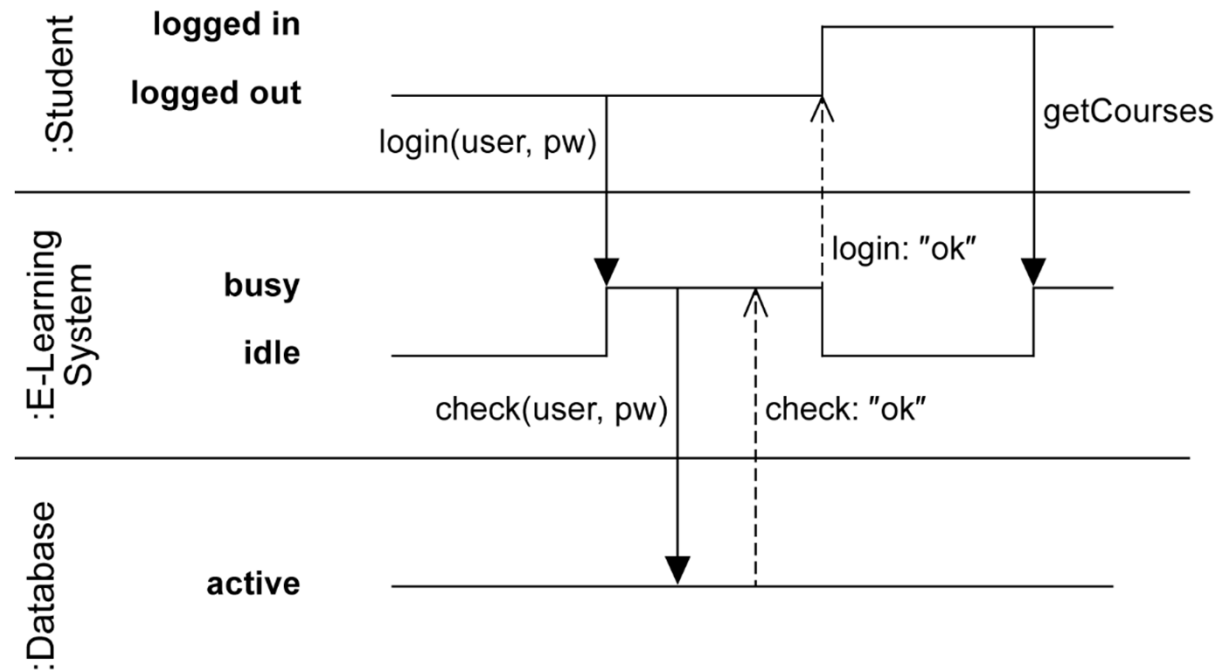 :Student
logged in
logged out
login(user, pw)
getCourses
:E-Learning
System
busy
idle
login: "ok"
check(user, pw)
check: "ok"
:Database
active